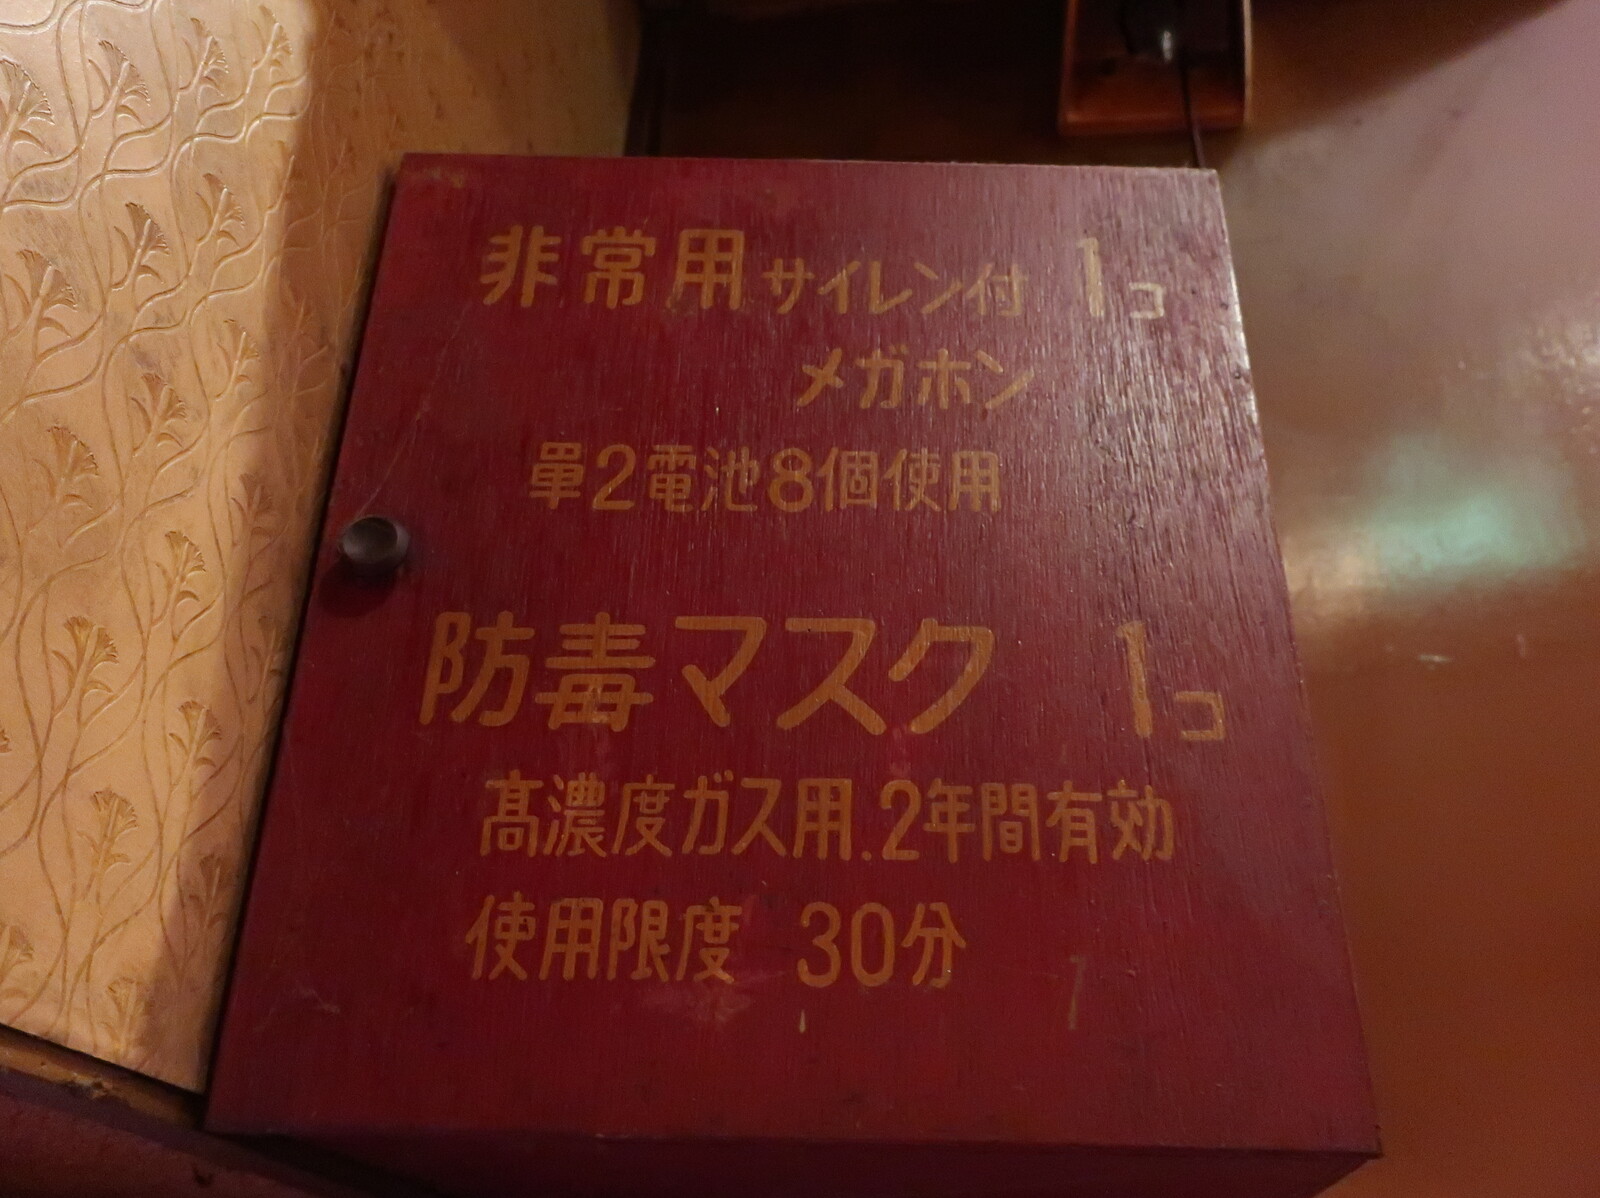 非常用サイレン付 1コ
メガホン
單2電池8個使用
防毒マスク 1コ
髙濃度ガス用.2年間有効
使用限度 30分